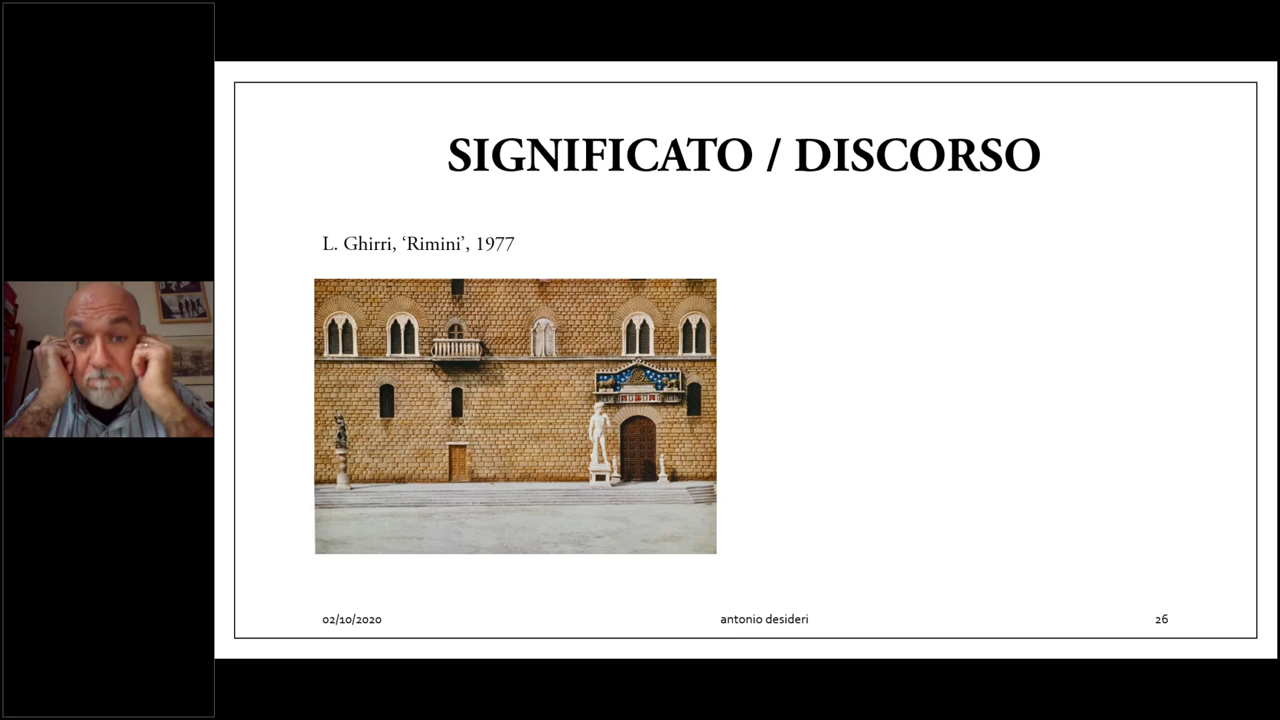 SIGNIFICATO / DISCORSO
L. Ghirri, ‘Rimini’, 1977
02/10/2020
antonio desideri
26